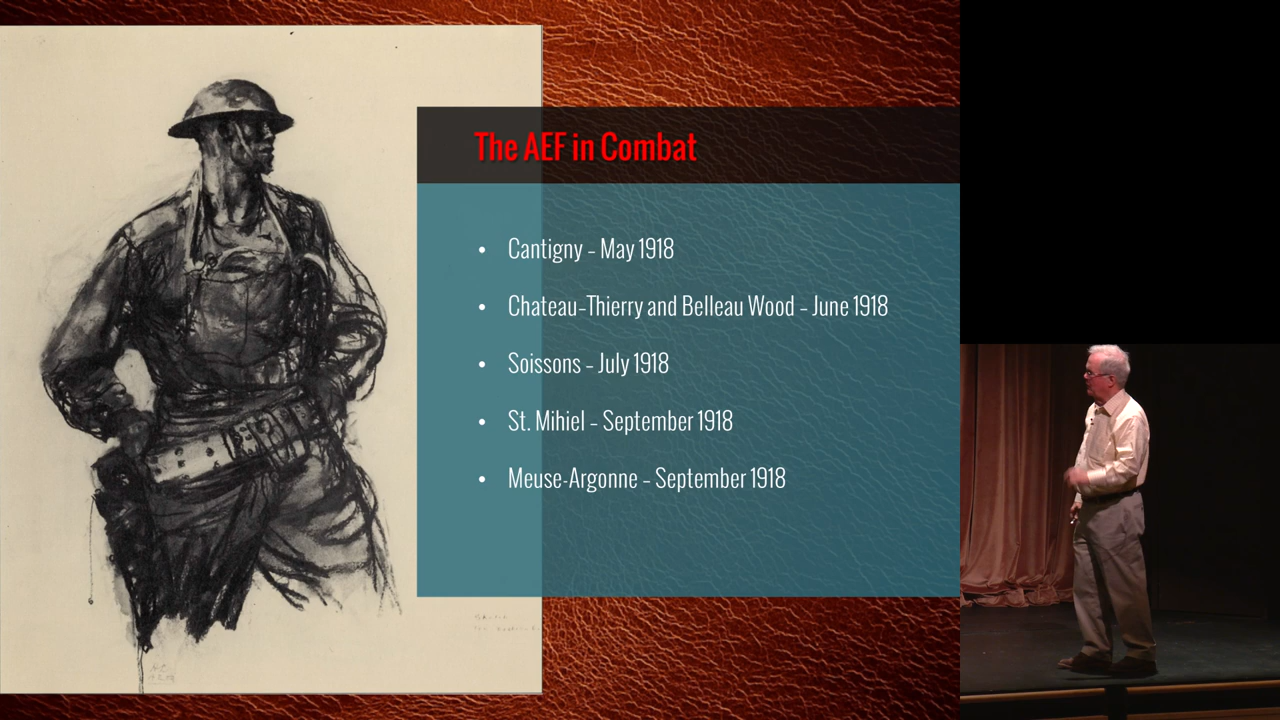 The AEF in Combat
• Cantigny – May 1918
• Chateau–Thierry and Belleau Wood – June 1918
• Soissons – July 1918
• St. Mihiel – September 1918
• Meuse-Argonne – September 1918